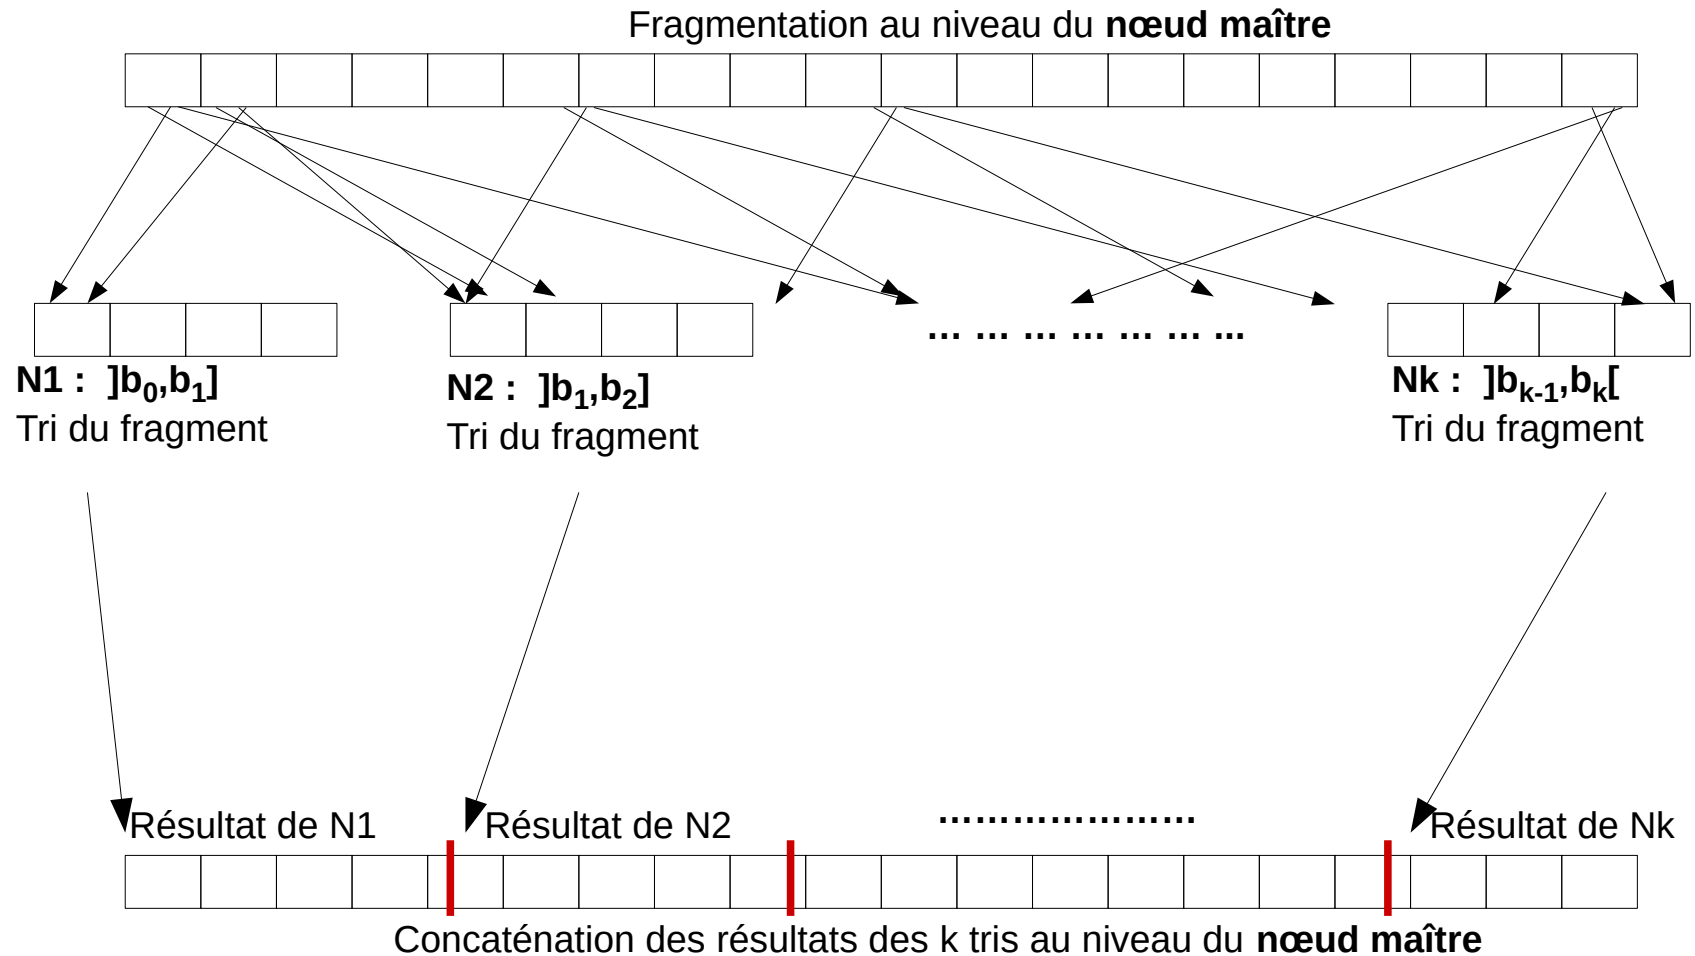 Fragmentation au niveau du nœud maître
... ... ... ... ... ... ...
N1 : ]b0,b1]
Tri du fragment
N2 : ]b1,b2]
Tri du fragment
Nk : ]bk-1,bk[
Tri du fragment
Résultat de N1
Résultat de N2
.....................
Résultat de Nk
Concaténation des résultats des k tris au niveau du nœud maître